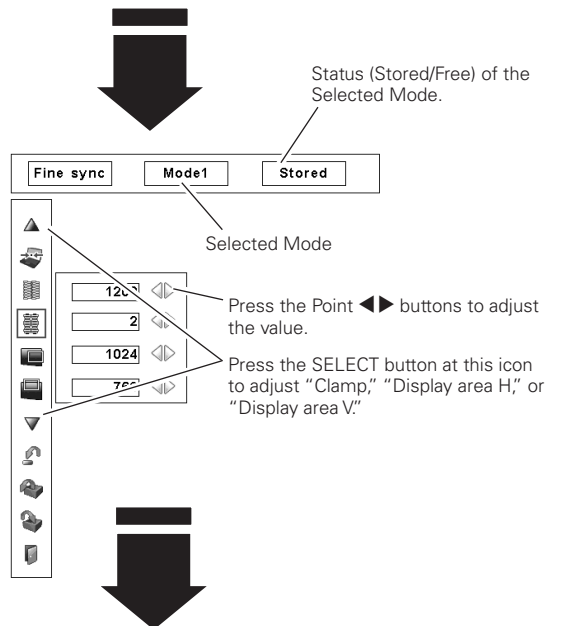 Status (Stored/Free) of the
Selected Mode.
Fine sync Mode1 Stored
Selected Mode
Press the Point ◀▶ buttons to adjust
the value.
2
1024
Press the SELECT button at this icon
to adjust “Clamp,” “Display area H,” or
“Display area V.”